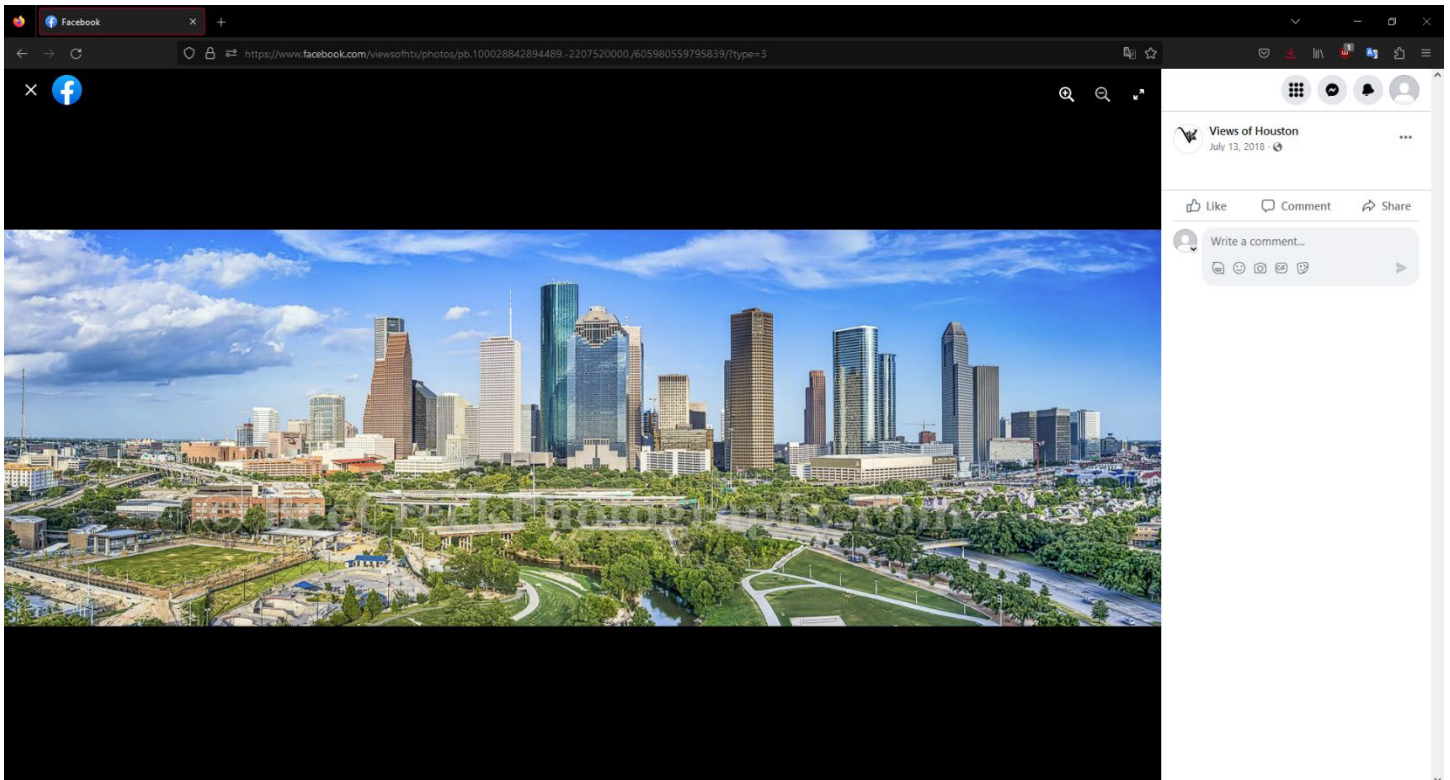 Facebook
https://www.facebook.com/viewsofhtx/photos/pb.100028842894489.-2207520000./605980559795839/?type=3
Views of Houston
July 13, 2018
Like
Comment
Share
Write a comment...
GIF